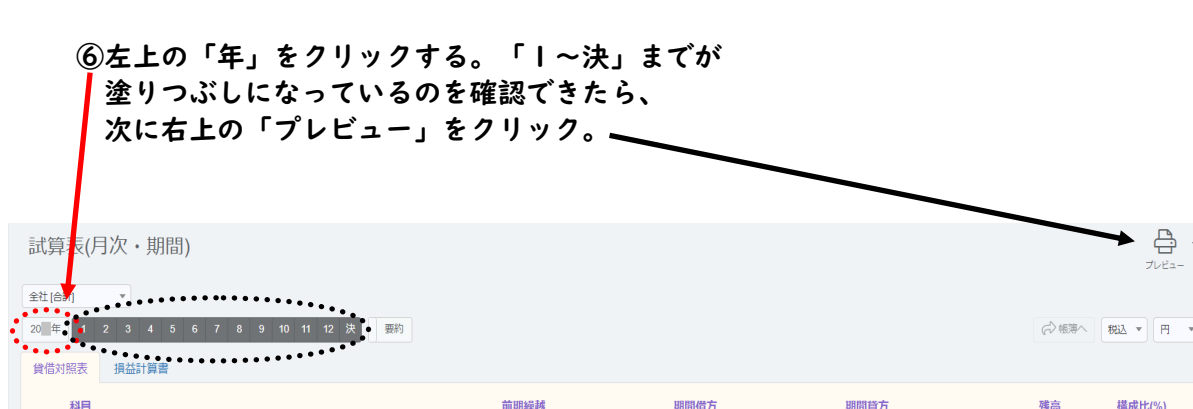 ⑥左上の「年」をクリックする。「1～決」までが
塗りつぶしになっているのを確認できたら、
次に右上の「プレビュー」をクリック。
試算表(月次・期間)
プレビュー
全社 [合計]
20 年 1 2 3 4 5 6 7 8 9 10 11 12 決 要約
帳簿へ 税込 円
貸借対照表 損益計算書
科目 前期繰越 期間借方 期間貸方 残高 構成比(%)